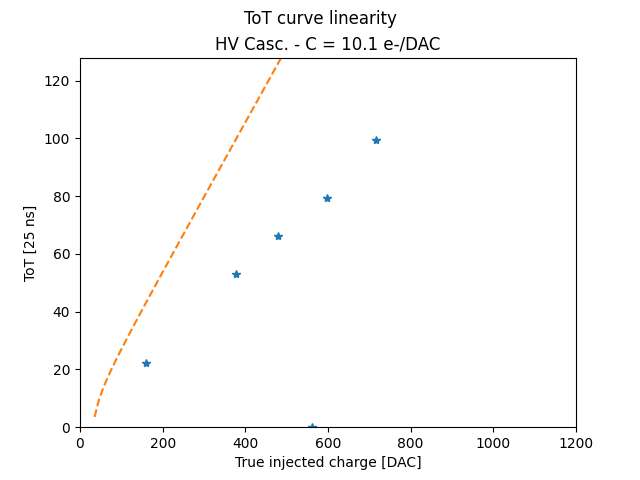 ToT curve linearity
HV Casc. - C = 10.1 e-/DAC
120
100
80
60
40
20
0
ToT [25 ns]
0 200 400 600 800 1000 1200
True injected charge [DAC]